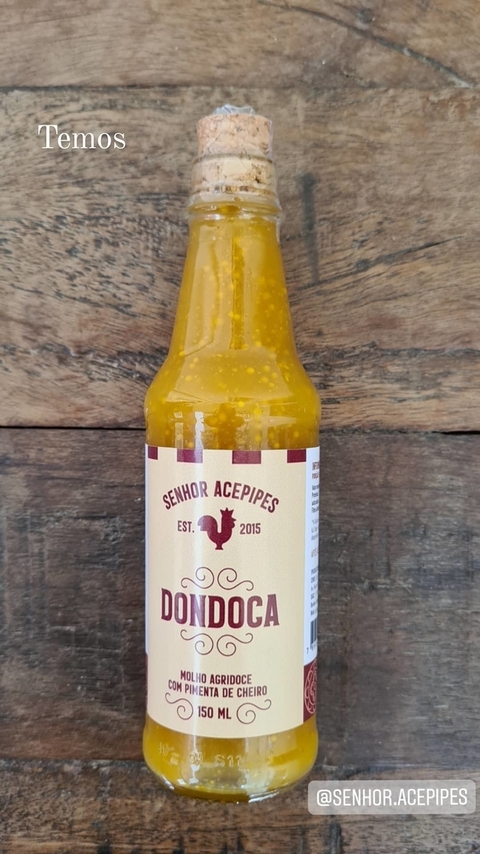 Temos
SENHOR ACEPIPES
EST. 2015
DONDOCA
MOLHO AGRIDOCE
COM PIMENTA DE CHEIRO
150 ML
@SENHOR.ACEPIPES